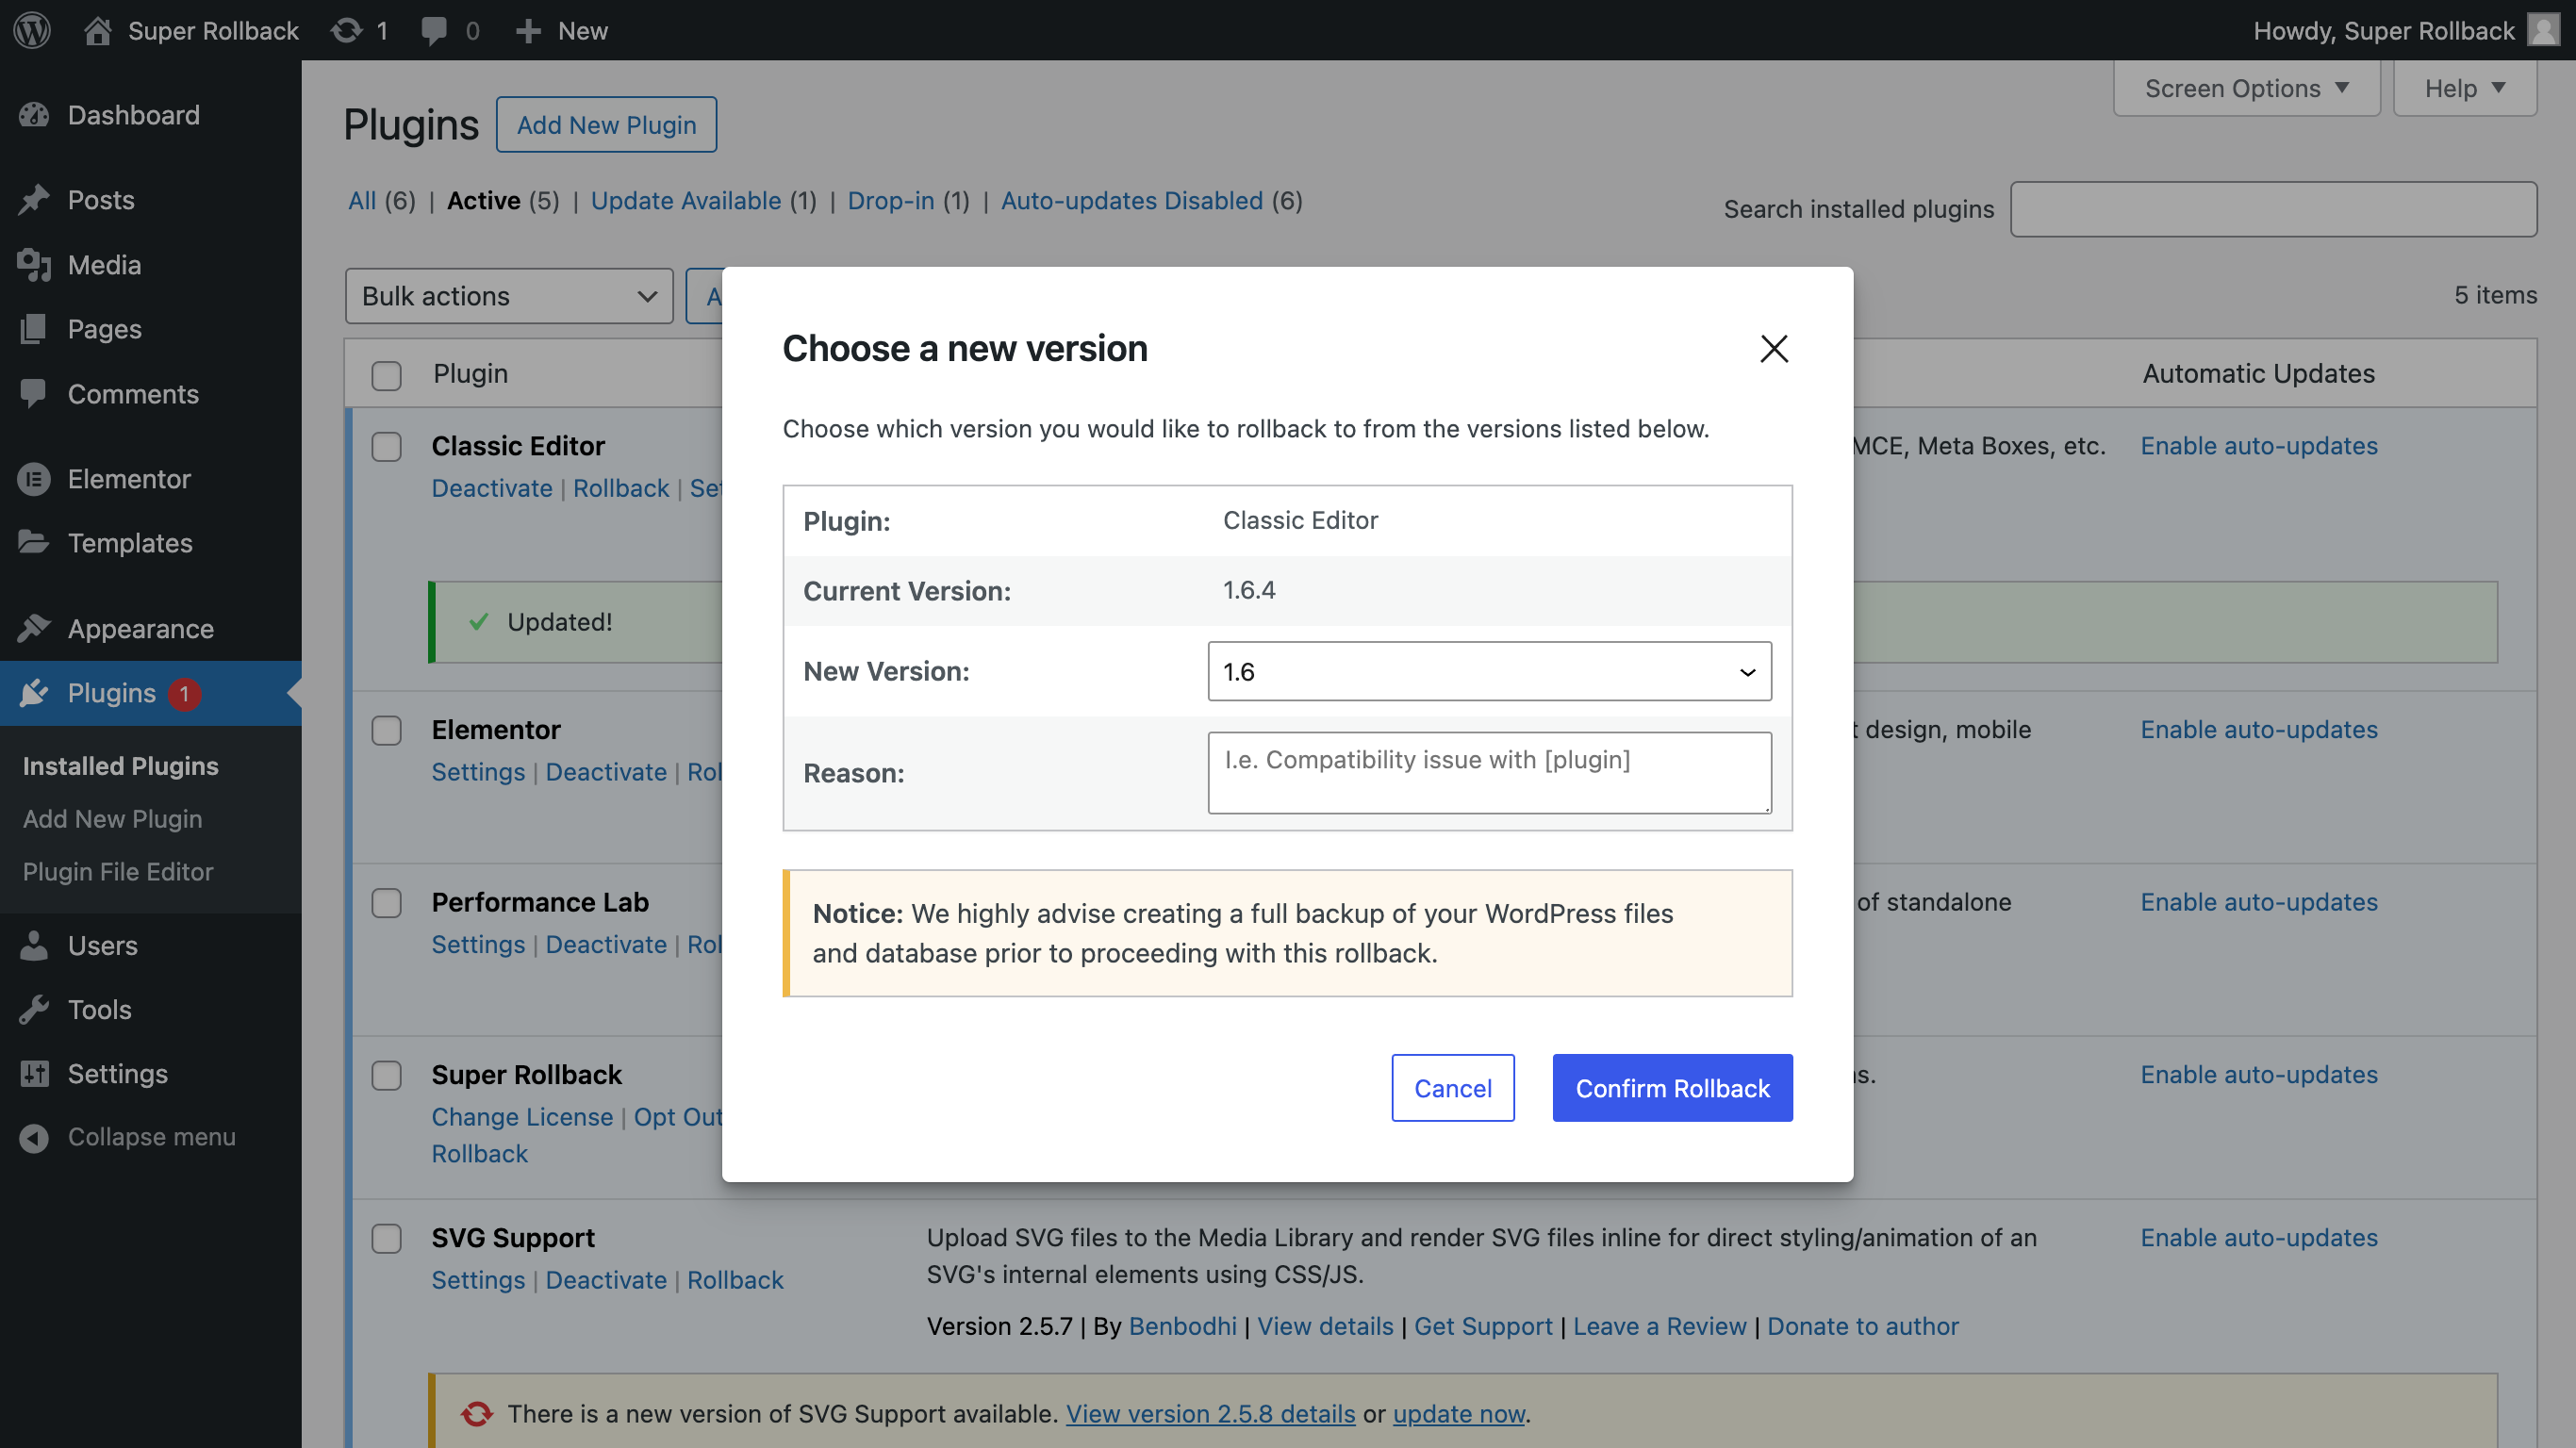 Super Rollback 1 0 New Howdy, Super Rollback
Dashboard
Posts
Media
Pages
Comments
Elementor
Templates
Appearance
Plugins 1
Installed Plugins
Add New Plugin
Plugin File Editor
Users
Tools
Settings
Collapse menu
Screen Options Help
Plugins Add New Plugin
All (6) | Active (5) | Update Available (1) | Drop-in (1) | Auto-updates Disabled (6)
Search installed plugins
Bulk actions
5 items
Plugin Automatic Updates
Classic Editor MCE, Meta Boxes, etc. Enable auto-updates
Deactivate | Rollback |
Updated!
Elementor design, mobile Enable auto-updates
Settings | Deactivate |
Performance Lab of standalone Enable auto-updates
Settings | Deactivate |
Super Rollback Enable auto-updates
Change License | Opt Out
Rollback
Choose a new version
Choose which version you would like to rollback to from the versions listed below.
Plugin: Classic Editor
Current Version: 1.6.4
New Version: 1.6
Reason: I.e. Compatibility issue with [plugin]
Notice: We highly advise creating a full backup of your WordPress files
and database prior to proceeding with this rollback.
Cancel Confirm Rollback
SVG Support Enable auto-updates
Settings | Deactivate | Rollback
Upload SVG files to the Media Library and render SVG files inline for direct styling/animation of an
SVG's internal elements using CSS/JS.
Version 2.5.7 | By Benbodhi | View details | Get Support | Leave a Review | Donate to author
There is a new version of SVG Support available. View version 2.5.8 details or update now.